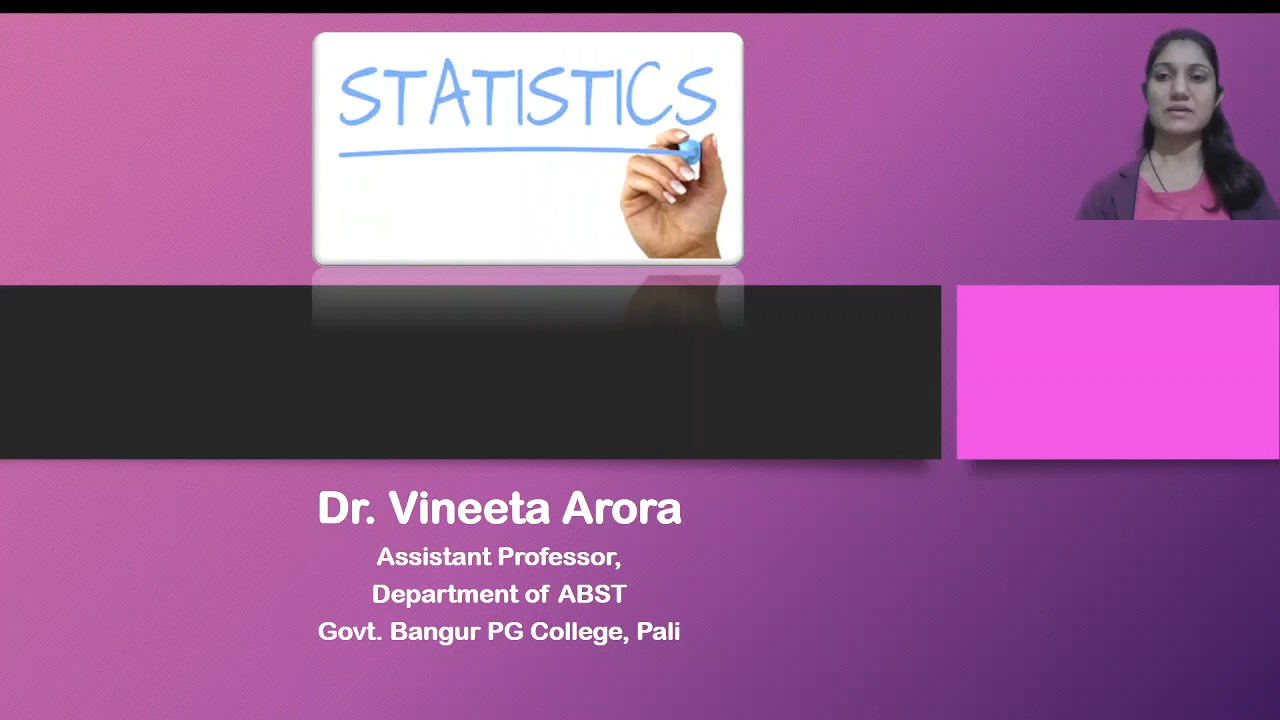 STATISTICS
Dr. Vineeta Arora
Assistant Professor,
Department of ABST
Govt. Bangur PG College, Pali